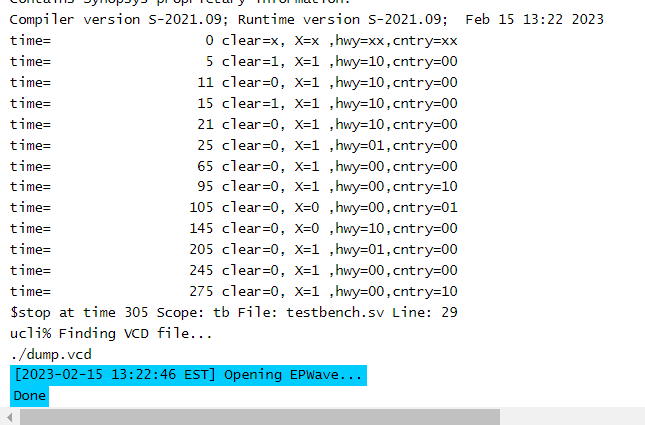 Contains Synopsys proprietary information.
Compiler version S-2021.09; Runtime version S-2021.09;  Feb 15 13:22 2023
time=                   0 clear=x, X=x ,hwy=xx,cntry=xx
time=                   5 clear=1, X=1 ,hwy=10,cntry=00
time=                  11 clear=0, X=1 ,hwy=10,cntry=00
time=                  15 clear=1, X=1 ,hwy=10,cntry=00
time=                  21 clear=0, X=1 ,hwy=10,cntry=00
time=                  25 clear=0, X=1 ,hwy=01,cntry=00
time=                  65 clear=0, X=1 ,hwy=00,cntry=00
time=                  95 clear=0, X=1 ,hwy=00,cntry=10
time=                 105 clear=0, X=0 ,hwy=00,cntry=01
time=                 145 clear=0, X=0 ,hwy=10,cntry=00
time=                 205 clear=0, X=1 ,hwy=01,cntry=00
time=                 245 clear=0, X=1 ,hwy=00,cntry=00
time=                 275 clear=0, X=1 ,hwy=00,cntry=10
$stop at time 305 Scope: tb File: testbench.sv Line: 29
ucli% Finding VCD file...
./dump.vcd
[2023-02-15 13:22:46 EST] Opening EPWave...
Done